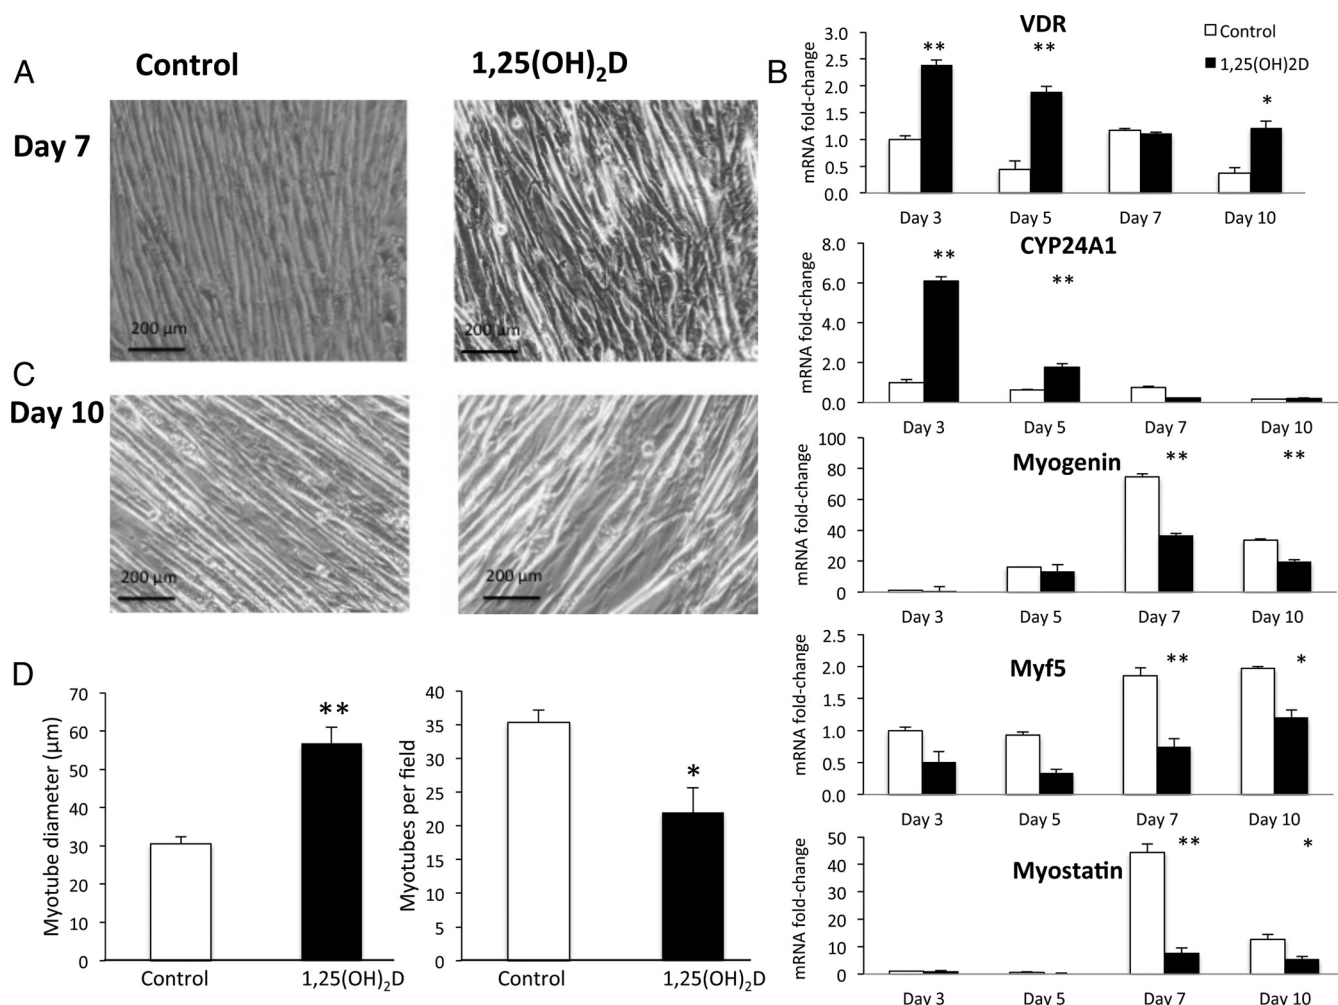 A
Control
1,25(OH)2D
Day 7
200 µm
200 µm
C
Day 10
200 µm
200 µm
D
Myotube diameter (µm)
70
60
50
40
30
20
10
0
**
Control
1,25(OH)2D
Myotubes per field
40
35
30
25
20
15
10
5
0
*
Control
1,25(OH)2D
B
VDR
Control
1,25(OH)2D
mRNA fold-change
3.0
2.5
2.0
1.5
1.0
0.5
0.0
** ** *
Day 3 Day 5 Day 7 Day 10
CYP24A1
mRNA fold-change
8.0
6.0
4.0
2.0
0.0
** **
Day 3 Day 5 Day 7 Day 10
Myogenin
mRNA fold-change
100
80
60
40
20
0
** **
Day 3 Day 5 Day 7 Day 10
Myf5
mRNA fold-change
2.5
2.0
1.5
1.0
0.5
0.0
** *
Day 3 Day 5 Day 7 Day 10
Myostatin
mRNA fold-change
50
40
30
20
10
0
** *
Day 3 Day 5 Day 7 Day 10